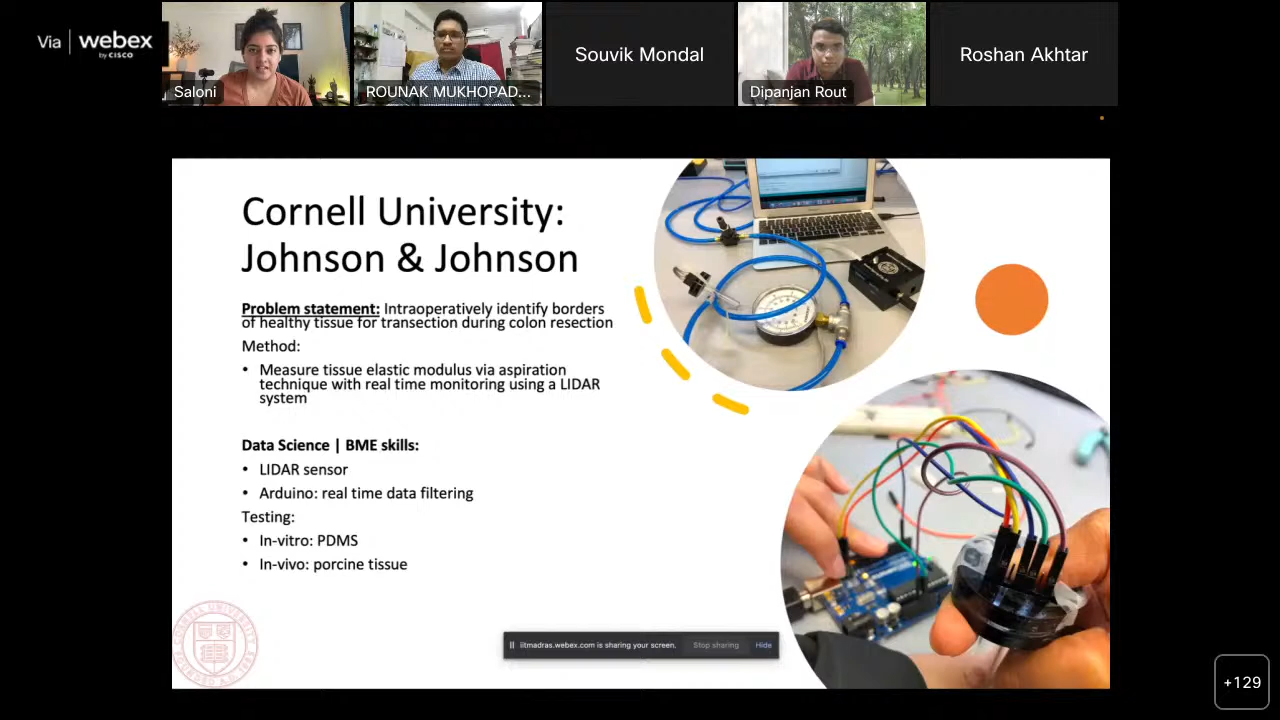 Via | webex
by CISCO
Saloni
ROUNAK MUKHOPAD...
Souvik Mondal
Dipanjan Rout
Roshan Akhtar
Cornell University:
Johnson & Johnson
Problem statement: Intraoperatively identify borders
of healthy tissue for transection during colon resection
Method:
• Measure tissue elastic modulus via aspiration
technique with real time monitoring using a LIDAR
system
Data Science | BME skills:
• LIDAR sensor
• Arduino: real time data filtering
Testing:
• In-vitro: PDMS
• In-vivo: porcine tissue
CORNELL UNIVERSITY
iitmadras.webex.com is sharing your screen.
Stop sharing
Hide
+129